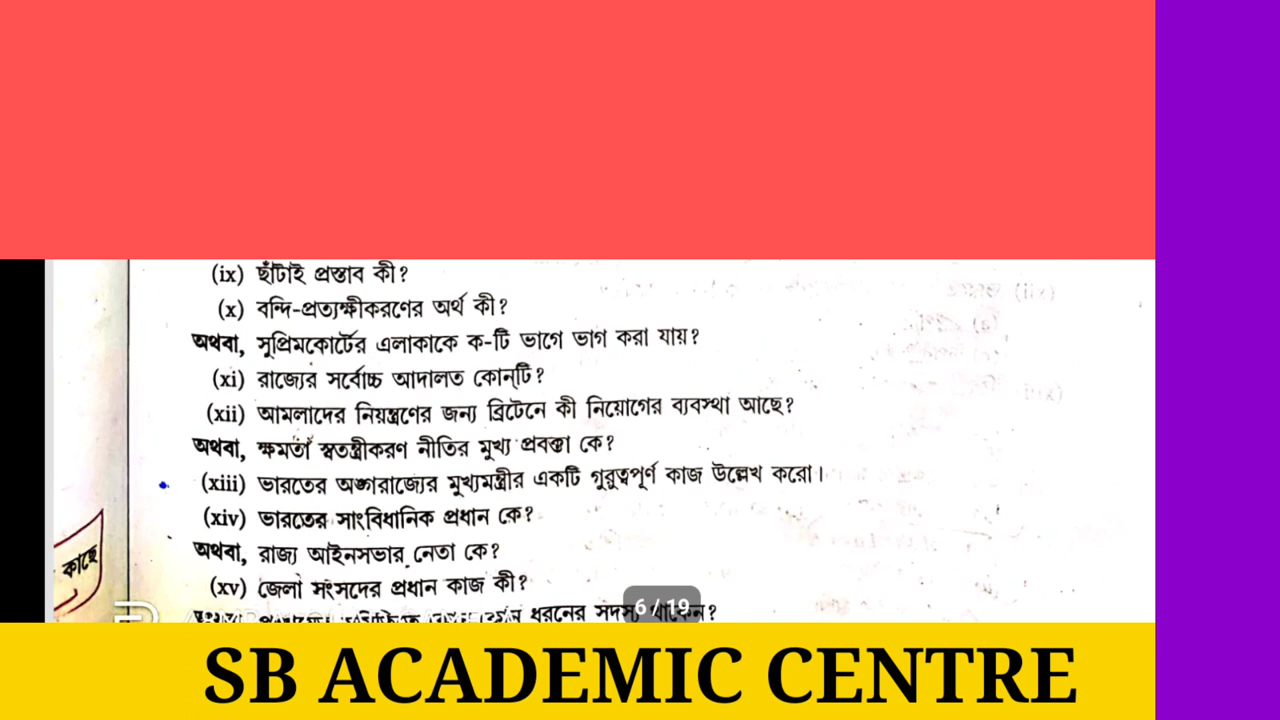 (ix) ছাঁটাই প্রস্তাব কী?
(x) বন্দি-প্রত্যক্ষীকরণের অর্থ কী?
অথবা, সুপ্রিমকোর্টের এলাকাকে ক-টি ভাগে ভাগ করা যায়?
(xi) রাজ্যের সর্বোচ্চ আদালত কোন্‌টি?
(xii) আমলাদের নিয়ন্ত্রণের জন্য ব্রিটেনে কী নিয়োগের ব্যবস্থা আছে?
অথবা, ক্ষমতা স্বতন্ত্রীকরণ নীতির মুখ্য প্রবক্তা কে?
(xiii) ভারতের অঙ্গরাজ্যের মুখ্যমন্ত্রীর একটি গুরুত্বপূর্ণ কাজ উল্লেখ করো।
(xiv) ভারতের সাংবিধানিক প্রধান কে?
অথবা, রাজ্য আইনসভার নেতা কে?
কাছে
(xv) জেলা সংসদের প্রধান কাজ কী?
6 / 19
ধরনের সদস্য থাকেন?
SB ACADEMIC CENTRE